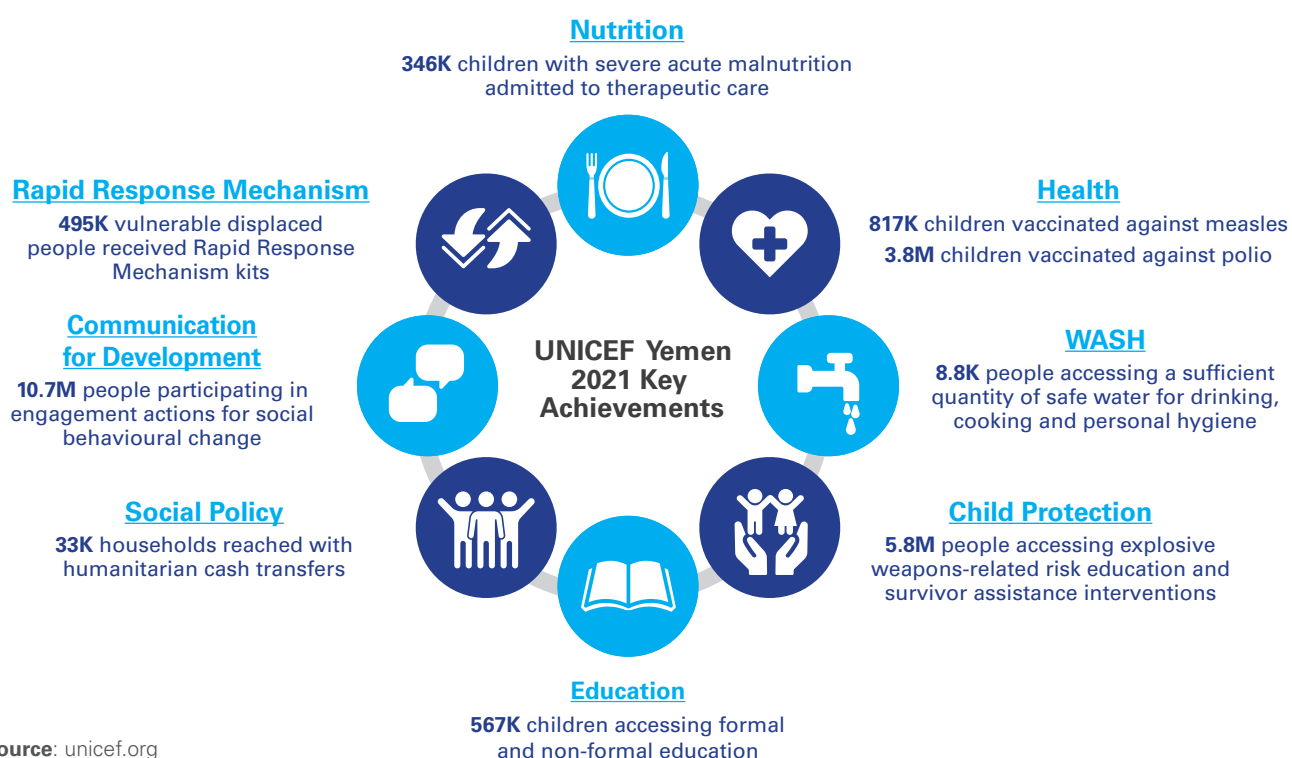 Nutrition
346K children with severe acute malnutrition
admitted to therapeutic care
Rapid Response Mechanism
495K vulnerable displaced
people received Rapid Response
Mechanism kits
Health
817K children vaccinated against measles
3.8M children vaccinated against polio
Communication
for Development
10.7M people participating in
engagement actions for social
behavioural change
UNICEF Yemen
2021 Key
Achievements
WASH
8.8K people accessing a sufficient
quantity of safe water for drinking,
cooking and personal hygiene
Social Policy
33K households reached with
humanitarian cash transfers
Child Protection
5.8M people accessing explosive
weapons-related risk education and
survivor assistance interventions
Education
567K children accessing formal
and non-formal education
ource: unicef.org